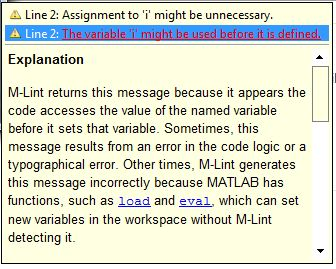 Line 2: Assignment to 'i' might be unnecessary.
Line 2: The variable 'i' might be used before it is defined.
Explanation
M-Lint returns this message because it appears the
code accesses the value of the named variable
before it sets that variable. Sometimes, this
message results from an error in the code logic or a
typographical error. Other times, M-Lint generates
this message incorrectly because MATLAB has
functions, such as load and eval, which can set
new variables in the workspace without M-Lint
detecting it.